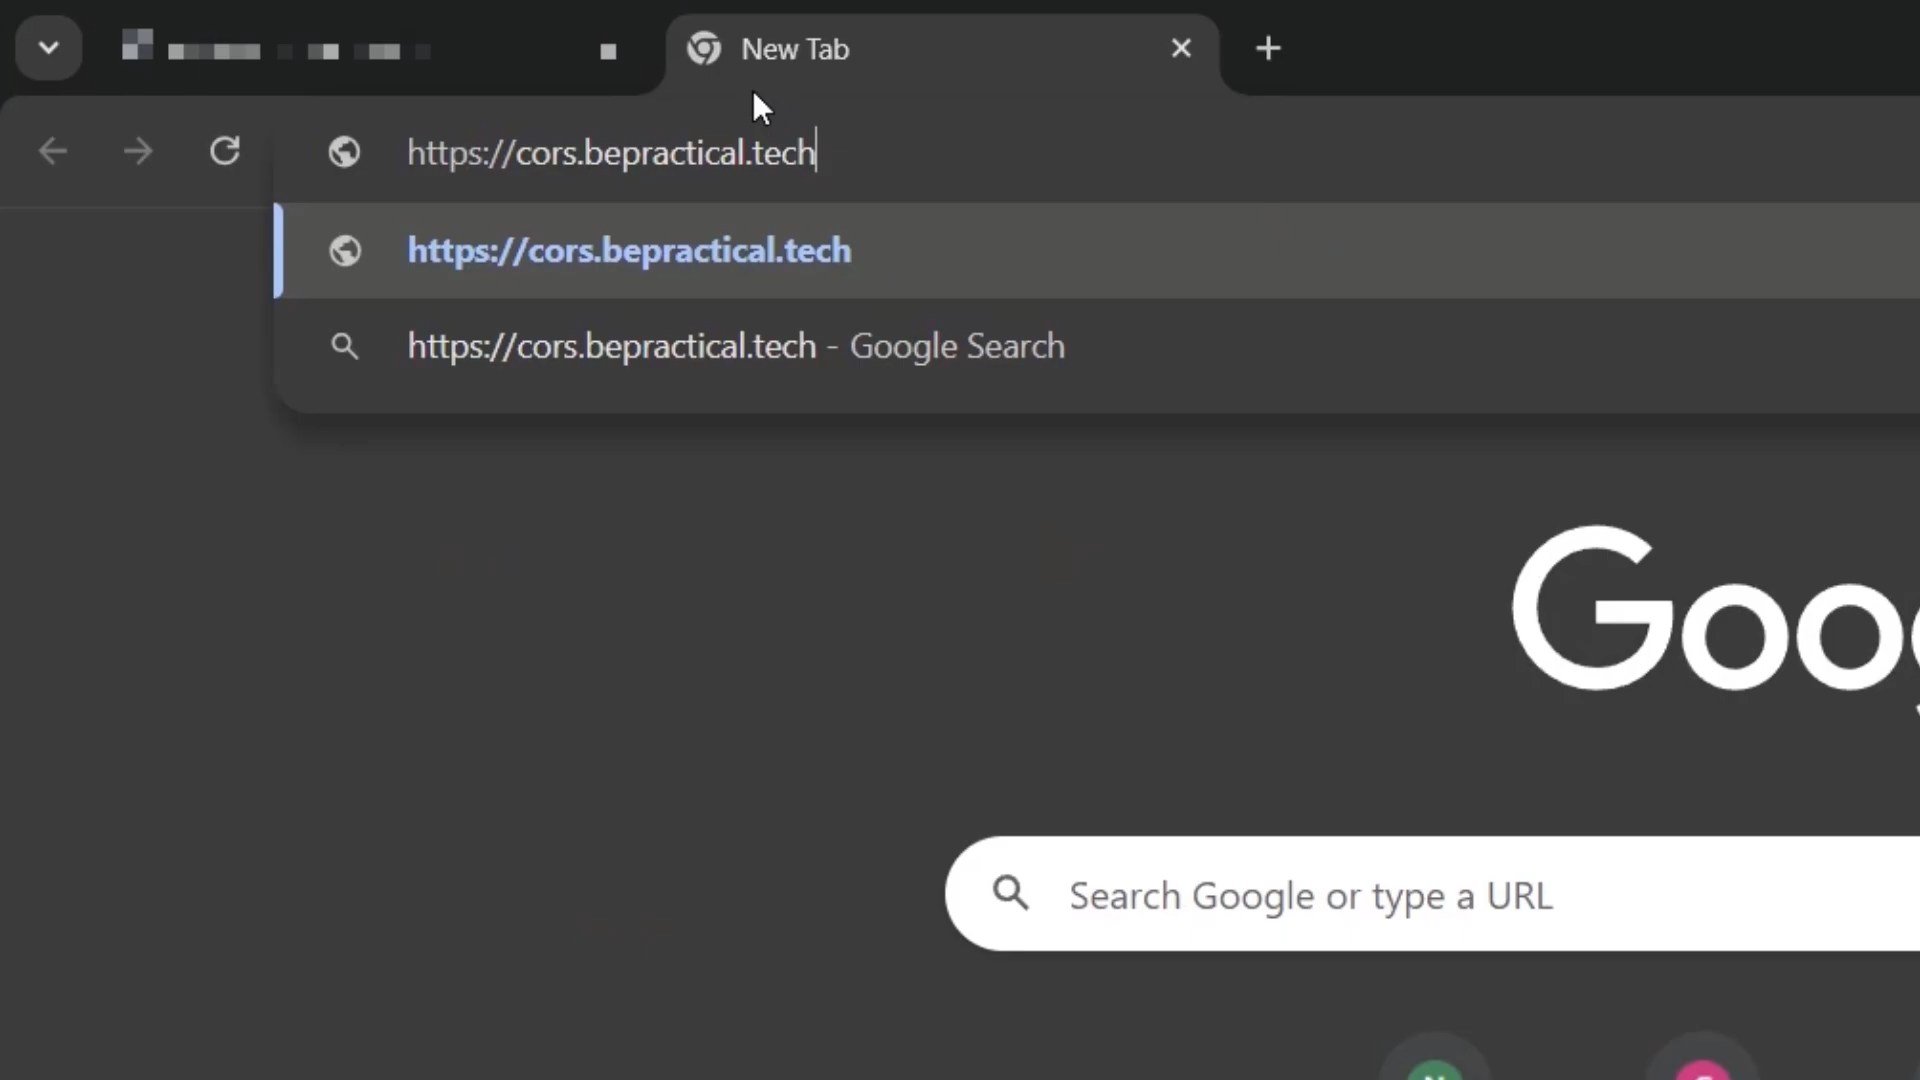 New Tab
https://cors.bepractical.tech
https://cors.bepractical.tech
https://cors.bepractical.tech - Google Search
Search Google or type a URL